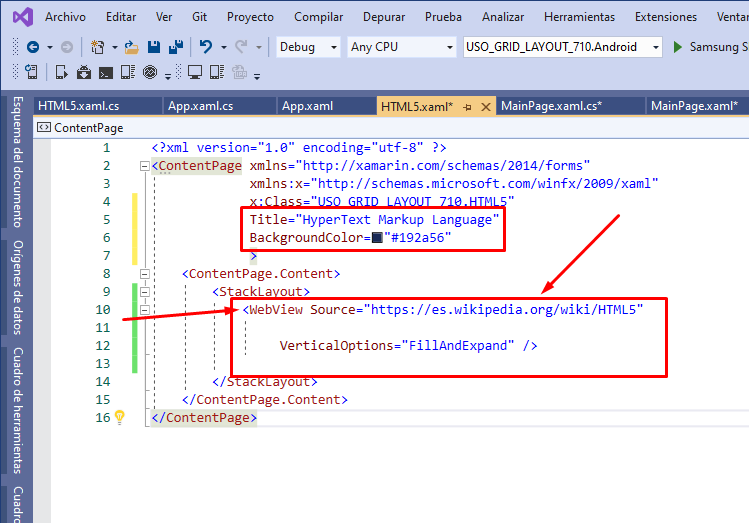 Archivo Editar Ver Git Proyecto Compilar Depurar Prueba Analizar Herramientas Extensiones Ventan
Debug Any CPU USO_GRID_LAYOUT_710.Android Samsung S
HTML5.xaml.cs App.xaml.cs App.xaml HTML5.xaml* MainPage.xaml.cs* MainPage.xaml*
ContentPage
Esquema del documento
Orígenes de datos
Cuadro de herramientas
Cuadro d
1 <?xml version="1.0" encoding="utf-8" ?>
2 <ContentPage xmlns="http://xamarin.com/schemas/2014/forms"
3 xmlns:x="http://schemas.microsoft.com/winfx/2009/xaml"
4 x:Class="USO_GRID_LAYOUT_710.HTML5"
5 Title="HyperText Markup Language"
6 BackgroundColor="#192a56"
7 >
8 <ContentPage.Content>
9 <StackLayout>
10 <WebView Source="https://es.wikipedia.org/wiki/HTML5"
11
12 VerticalOptions="FillAndExpand" />
13
14 </StackLayout>
15 </ContentPage.Content>
16 </ContentPage>